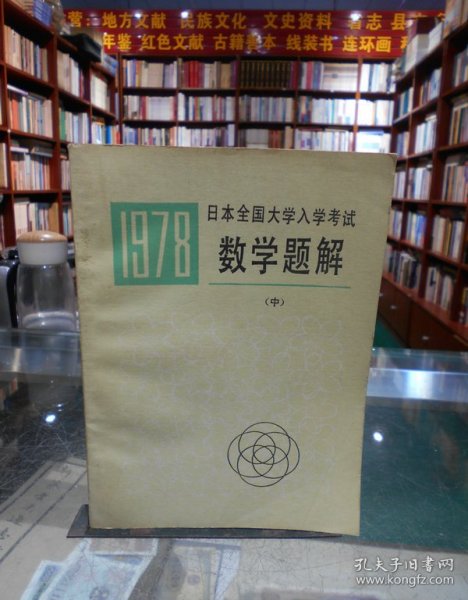 营：地方文献 民族文化 文史资料 省志 县
年鉴 红色文献 古籍善本 线装书 连环画
1978
日本全国大学入学考试
数学题解
（中）
孔夫子旧书网
www.kongfz.com